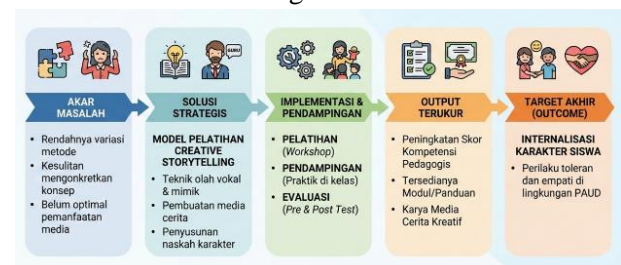 GURU
AKAR
MASALAH
• Rendahnya variasi
metode
• Kesulitan
mengonkretkan
konsep
• Belum optimal
pemanfaatan
media
SOLUSI
STRATEGIS
MODEL PELATIHAN
CREATIVE
STORYTELLING
• Teknik olah vokal
& mimik
• Pembuatan media
cerita
• Penyusunan
naskah karakter
IMPLEMENTASI &
PENDAMPINGAN
• PELATIHAN
(Workshop)
• PENDAMPINGAN
(Praktik di kelas)
• EVALUASI
(Pre & Post Test)
OUTPUT
TERUKUR
• Peningkatan Skor
Kompetensi
Pedagogis
• Tersedianya
Modul/Panduan
• Karya Media
Cerita Kreatif
TARGET AKHIR
(OUTCOME)
INTERNALISASI
KARAKTER SISWA
• Perilaku toleran
dan empati di
lingkungan PAUD